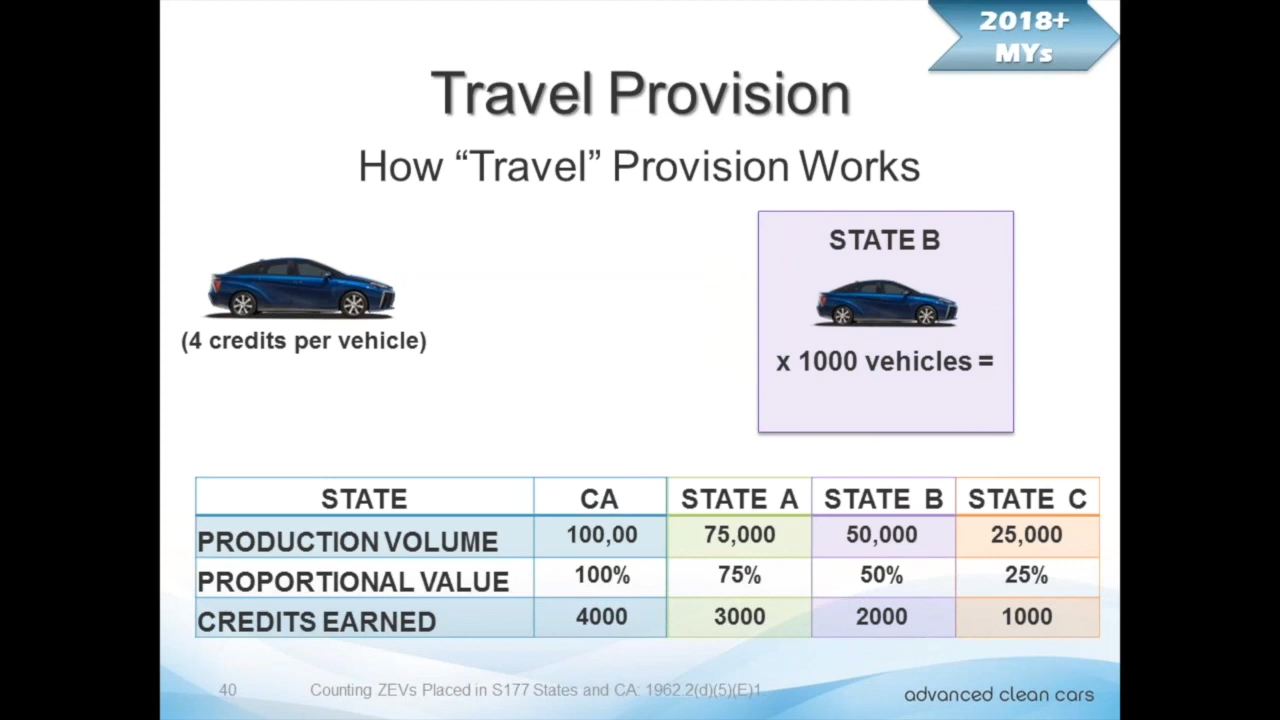 2018+
MYs
Travel Provision
How “Travel” Provision Works
(4 credits per vehicle)
STATE B
x 1000 vehicles =
STATE CA STATE A STATE B STATE C
PRODUCTION VOLUME 100,00 75,000 50,000 25,000
PROPORTIONAL VALUE 100% 75% 50% 25%
CREDITS EARNED 4000 3000 2000 1000
40 Counting ZEVs Placed in S177 States and CA: 1962.2(d)(5)(E)1. advanced clean cars